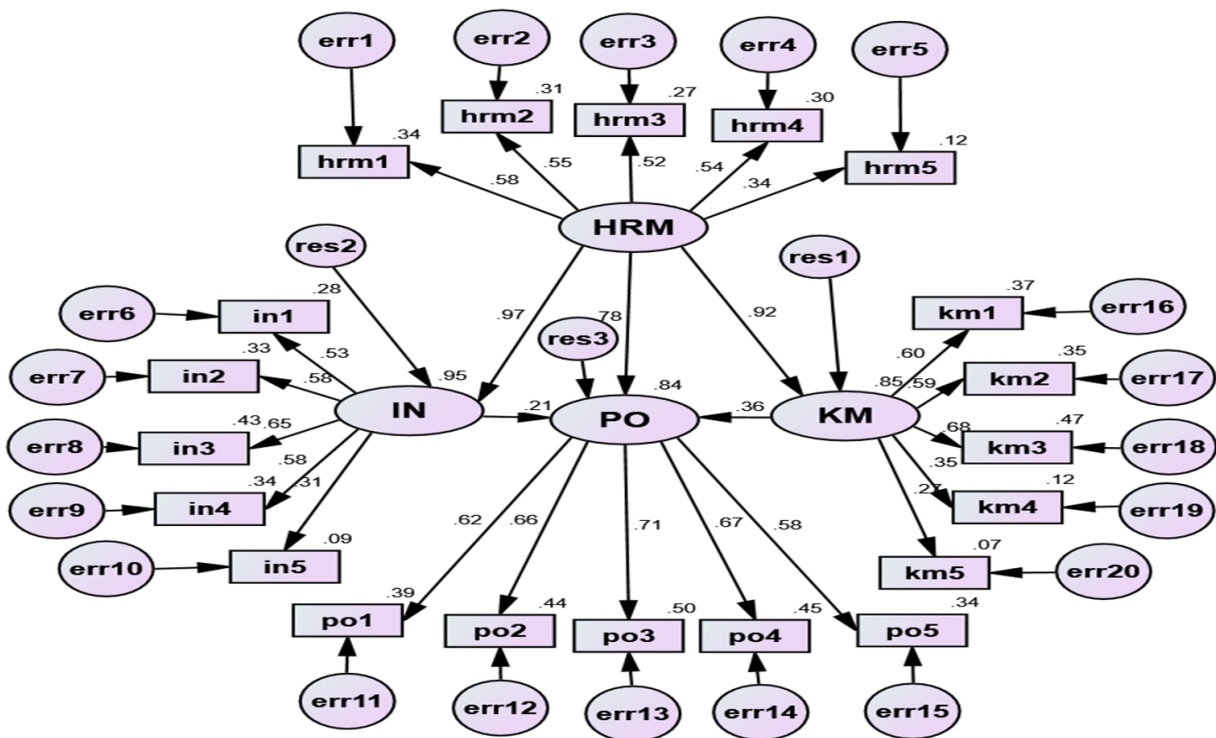 err1
err2
err3
err4
err5
.31
.27
.30
hrm2
hrm3
hrm4
.34
.12
hrm1
hrm5
.55
.52
.54
.58
.34
HRM
res2
res1
.28
.37
err6
in1
km1
err16
.97
.78
.92
res3
.33
.53
.60
.35
err7
in2
.58
.95
.84
.85
.59
km2
err17
IN
.21
PO
.36
KM
.43
.65
.68
.47
err8
in3
km3
err18
.58
.35
.34
.31
.27
.12
err9
in4
km4
err19
.62
.66
.71
.67
.58
.09
.07
err10
in5
km5
err20
.39
.44
.50
.45
.34
po1
po2
po3
po4
po5
err11
err12
err13
err14
err15